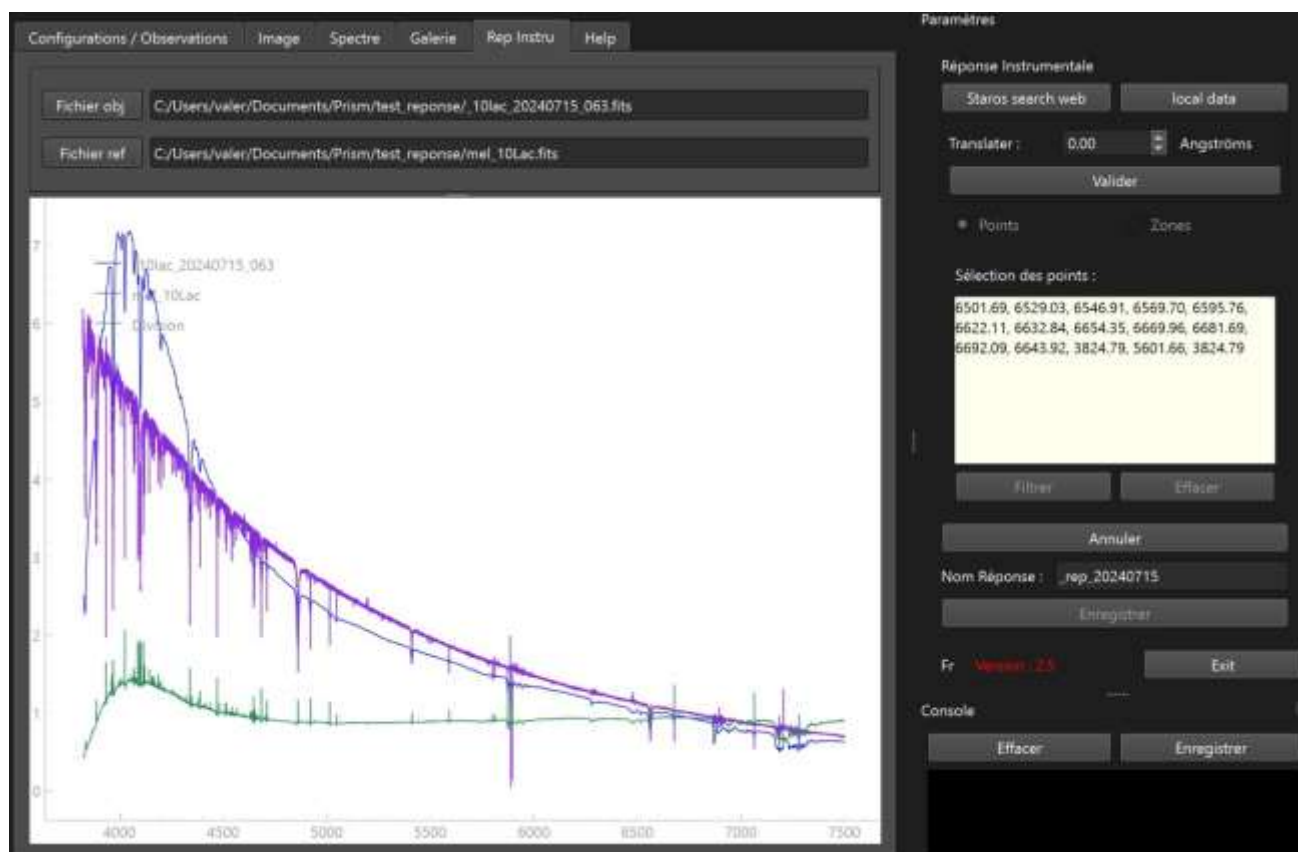 Configurations / Observations Image Spectre Galerie Rep Instru Help
Fichier obj C:/Users/valer/Documents/Prism/test_reponse/_10lac_20240715_063.fits
Fichier ref C:/Users/valer/Documents/Prism/test_reponse/mel_10Lac.fits
7
6
5
4
3
2
1
0
_10lac_20240715_063
mel_10Lac
Division
4000 4500 5000 5500 6000 6500 7000 7500
Paramètres
Réponse Instrumentale
Staros search web local data
Translater : 0.00 Angströms
Valider
Points Zones
Sélection des points :
6501.69, 6529.03, 6546.91, 6569.70, 6595.76,
6622.11, 6632.84, 6654.35, 6669.96, 6681.69,
6692.09, 6643.92, 3824.79, 5601.66, 3824.79
Filtrer Effacer
Annuler
Nom Réponse : _rep_20240715
Enregistrer
Fr Version : 2.5 Exit
Console
Effacer Enregistrer